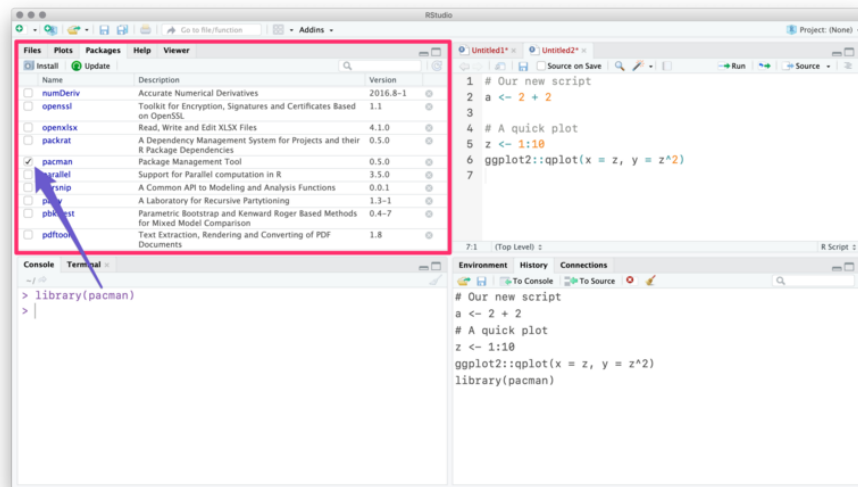 RStudio
Go to file/function
Addins
Project: (None)
Files Plots Packages Help Viewer
Install Update
Name Description Version
numDeriv Accurate Numerical Derivatives 2016.8-1
openssl Toolkit for Encryption, Signatures and Certificates Based 1.1
on OpenSSL
openxlsx Read, Write and Edit XLSX Files 4.1.0
packrat A Dependency Management System for Projects and their 0.5.0
R Package Dependencies
pacman Package Management Tool 0.5.0
parallel Support for Parallel computation in R 3.5.0
A Common API to Modeling and Analysis Functions 0.0.1
A Laboratory for Recursive Partytioning 1.3-1
Parametric Bootstrap and Kenward Roger Based Methods 0.4-7
for Mixed Model Comparison
Text Extraction, Rendering and Converting of PDF 1.8
Documents
Untitled1* Untitled2*
Source on Save Run Source
1 # Our new script
2 a <- 2 + 2
3
4 # A quick plot
5 z <- 1:10
6 ggplot2::qplot(x = z, y = z^2)
7
7:1 (Top Level) R Script
Console Terminal
~/
> library(pacman)
>
Environment History Connections
To Console To Source
# Our new script
a <- 2 + 2
# A quick plot
z <- 1:10
ggplot2::qplot(x = z, y = z^2)
library(pacman)